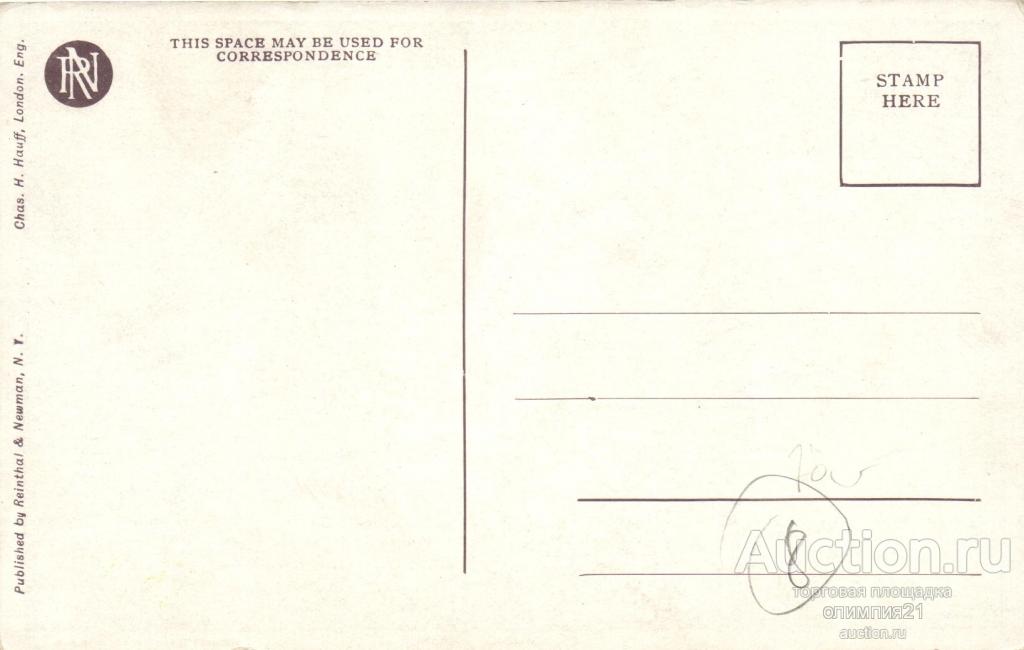 THIS SPACE MAY BE USED FOR
CORRESPONDENCE
STAMP
HERE
Chas. H. Hauff, London. Eng.
Published by Reinthal & Newman, N. Y.
RN
8
Auction.ru
торговая площадка
олимпия21
auction.ru